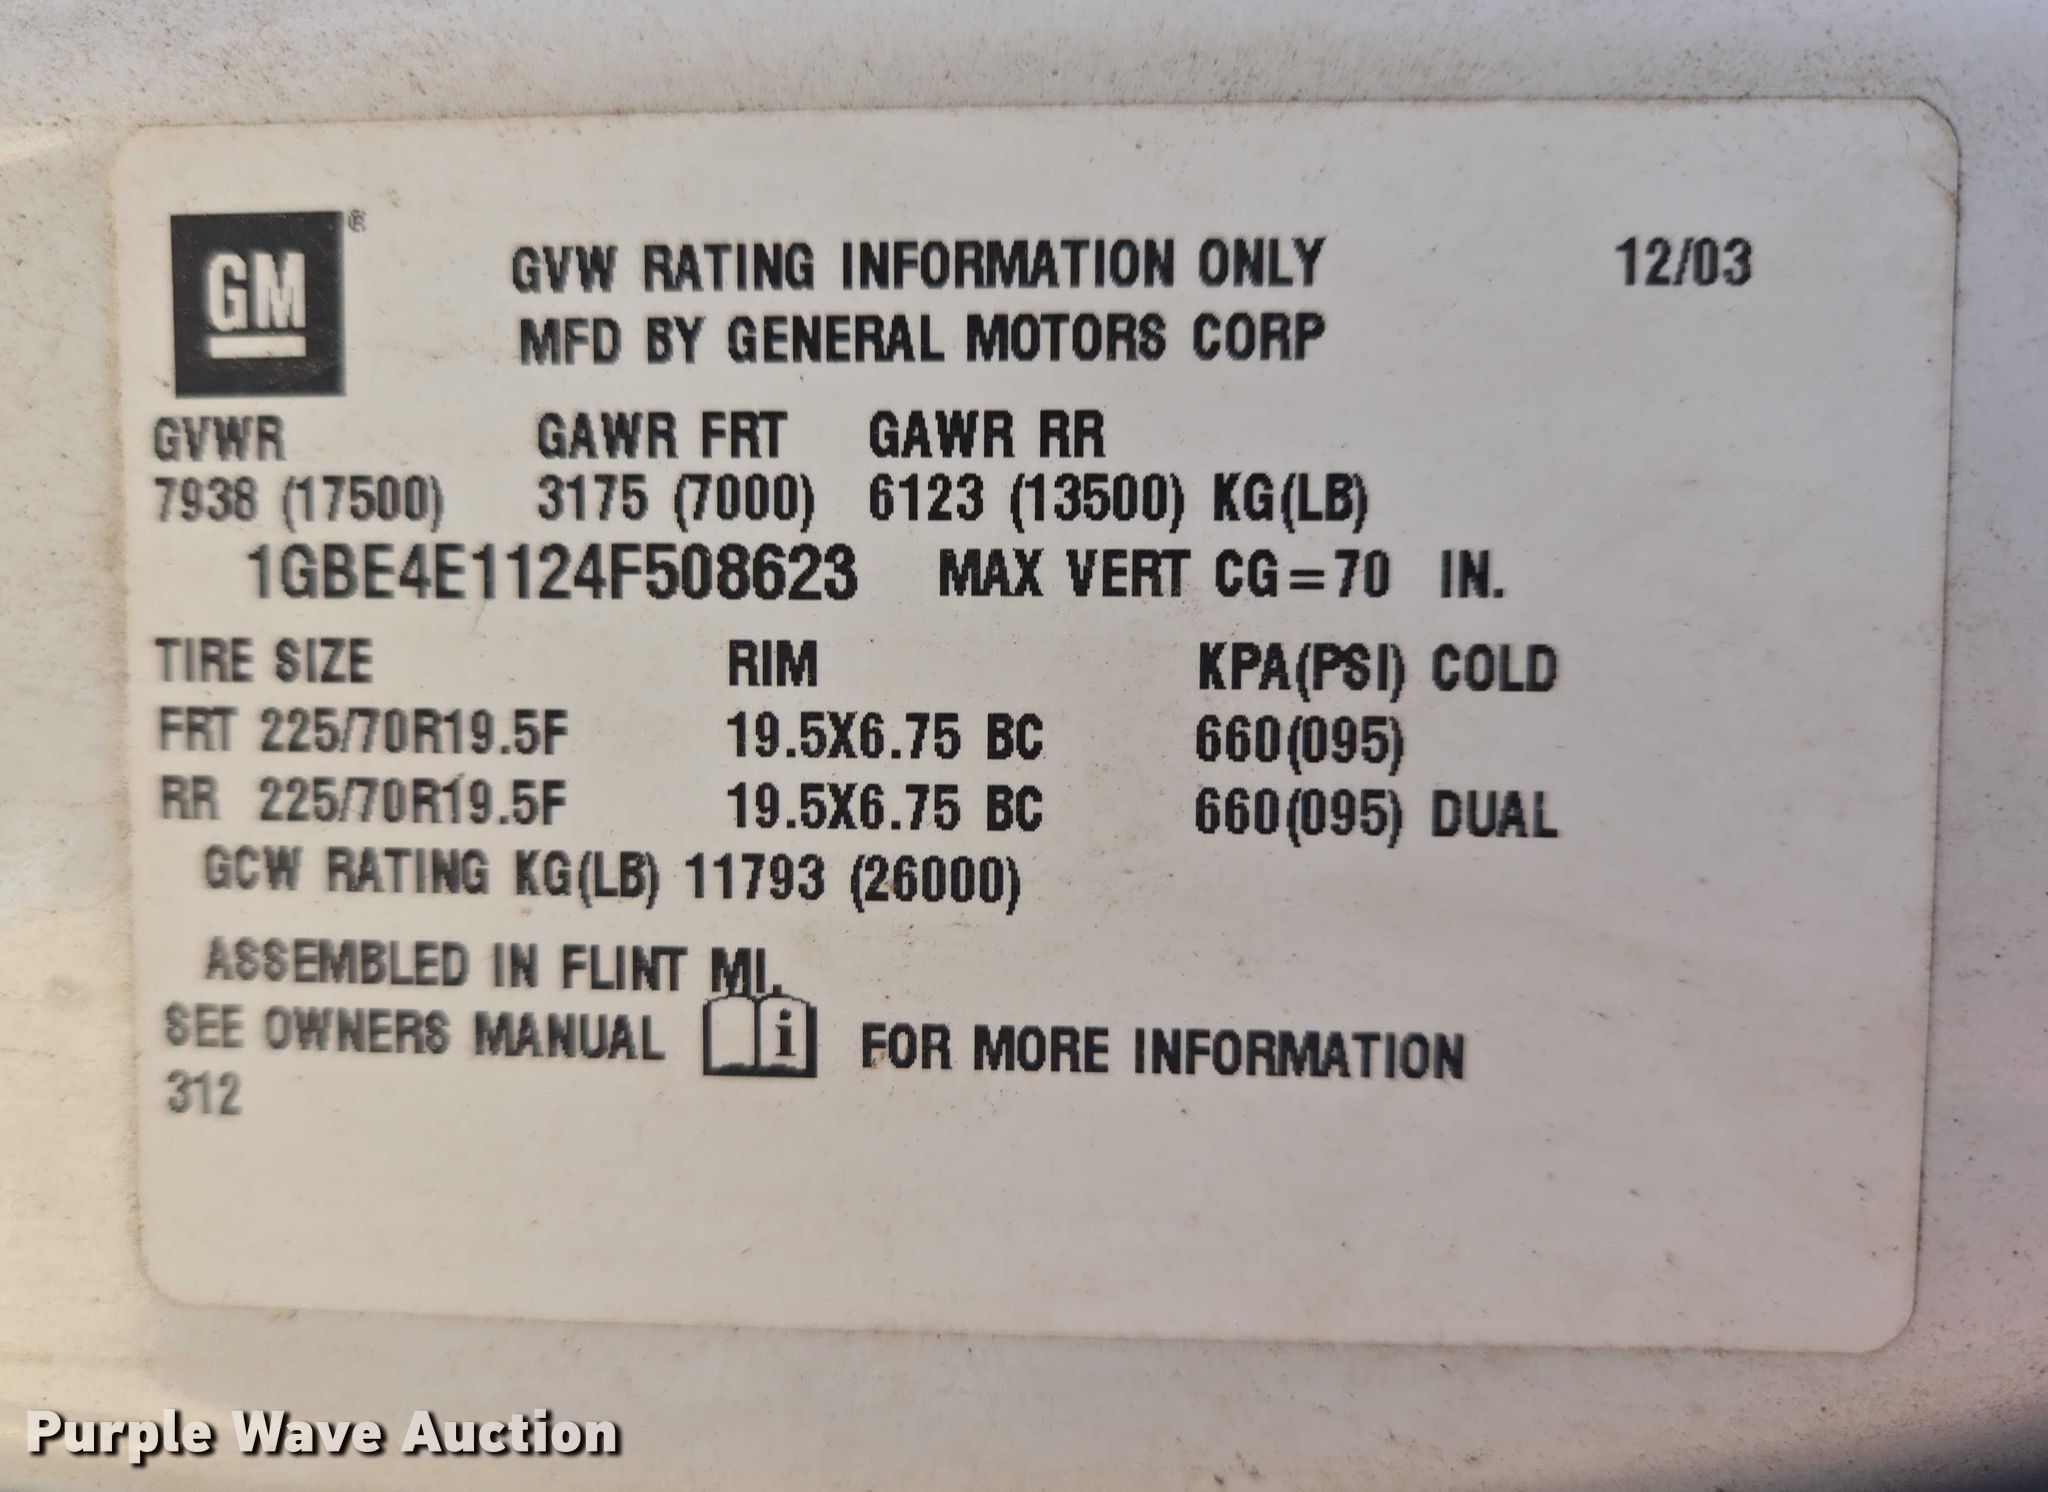 GM
GVW RATING INFORMATION ONLY 12/03
MFD BY GENERAL MOTORS CORP
GVWR GAWR FRT GAWR RR
7938 (17500) 3175 (7000) 6123 (13500) KG(LB)
1GBE4E1124F508623 MAX VERT CG=70 IN.
TIRE SIZE RIM KPA(PSI) COLD
FRT 225/70R19.5F 19.5X6.75 BC 660(095)
RR 225/70R19.5F 19.5X6.75 BC 660(095) DUAL
GCW RATING KG(LB) 11793 (26000)
ASSEMBLED IN FLINT MI.
SEE OWNERS MANUAL i FOR MORE INFORMATION
312
Purple Wave Auction